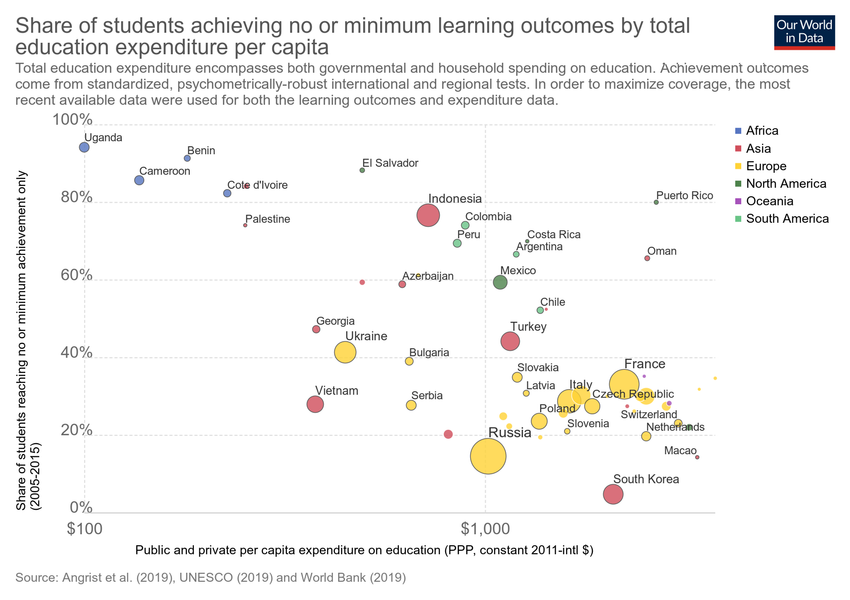 Share of students achieving no or minimum learning outcomes by total
education expenditure per capita
Our World
in Data
Total education expenditure encompasses both governmental and household spending on education. Achievement outcomes
come from standardized, psychometrically-robust international and regional tests. In order to maximize coverage, the most
recent available data were used for both the learning outcomes and expenditure data.
100%
Uganda
Africa
Benin
Asia
El Salvador
Europe
Cameroon
North America
Cote d'Ivoire
Oceania
80%
Puerto Rico
Indonesia
South America
Palestine
Colombia
Peru
Costa Rica
Argentina
Oman
60%
Azerbaijan
Mexico
Chile
Georgia
Turkey
Ukraine
40%
Bulgaria
Slovakia
France
Vietnam
Latvia
Italy
Serbia
Czech Republic
Poland
Switzerland
20%
Russia
Slovenia
Netherlands
Macao
South Korea
0%
$100
$1,000
Share of students reaching no or minimum achievement only
(2005-2015)
Public and private per capita expenditure on education (PPP, constant 2011-intl $)
Source: Angrist et al. (2019), UNESCO (2019) and World Bank (2019)